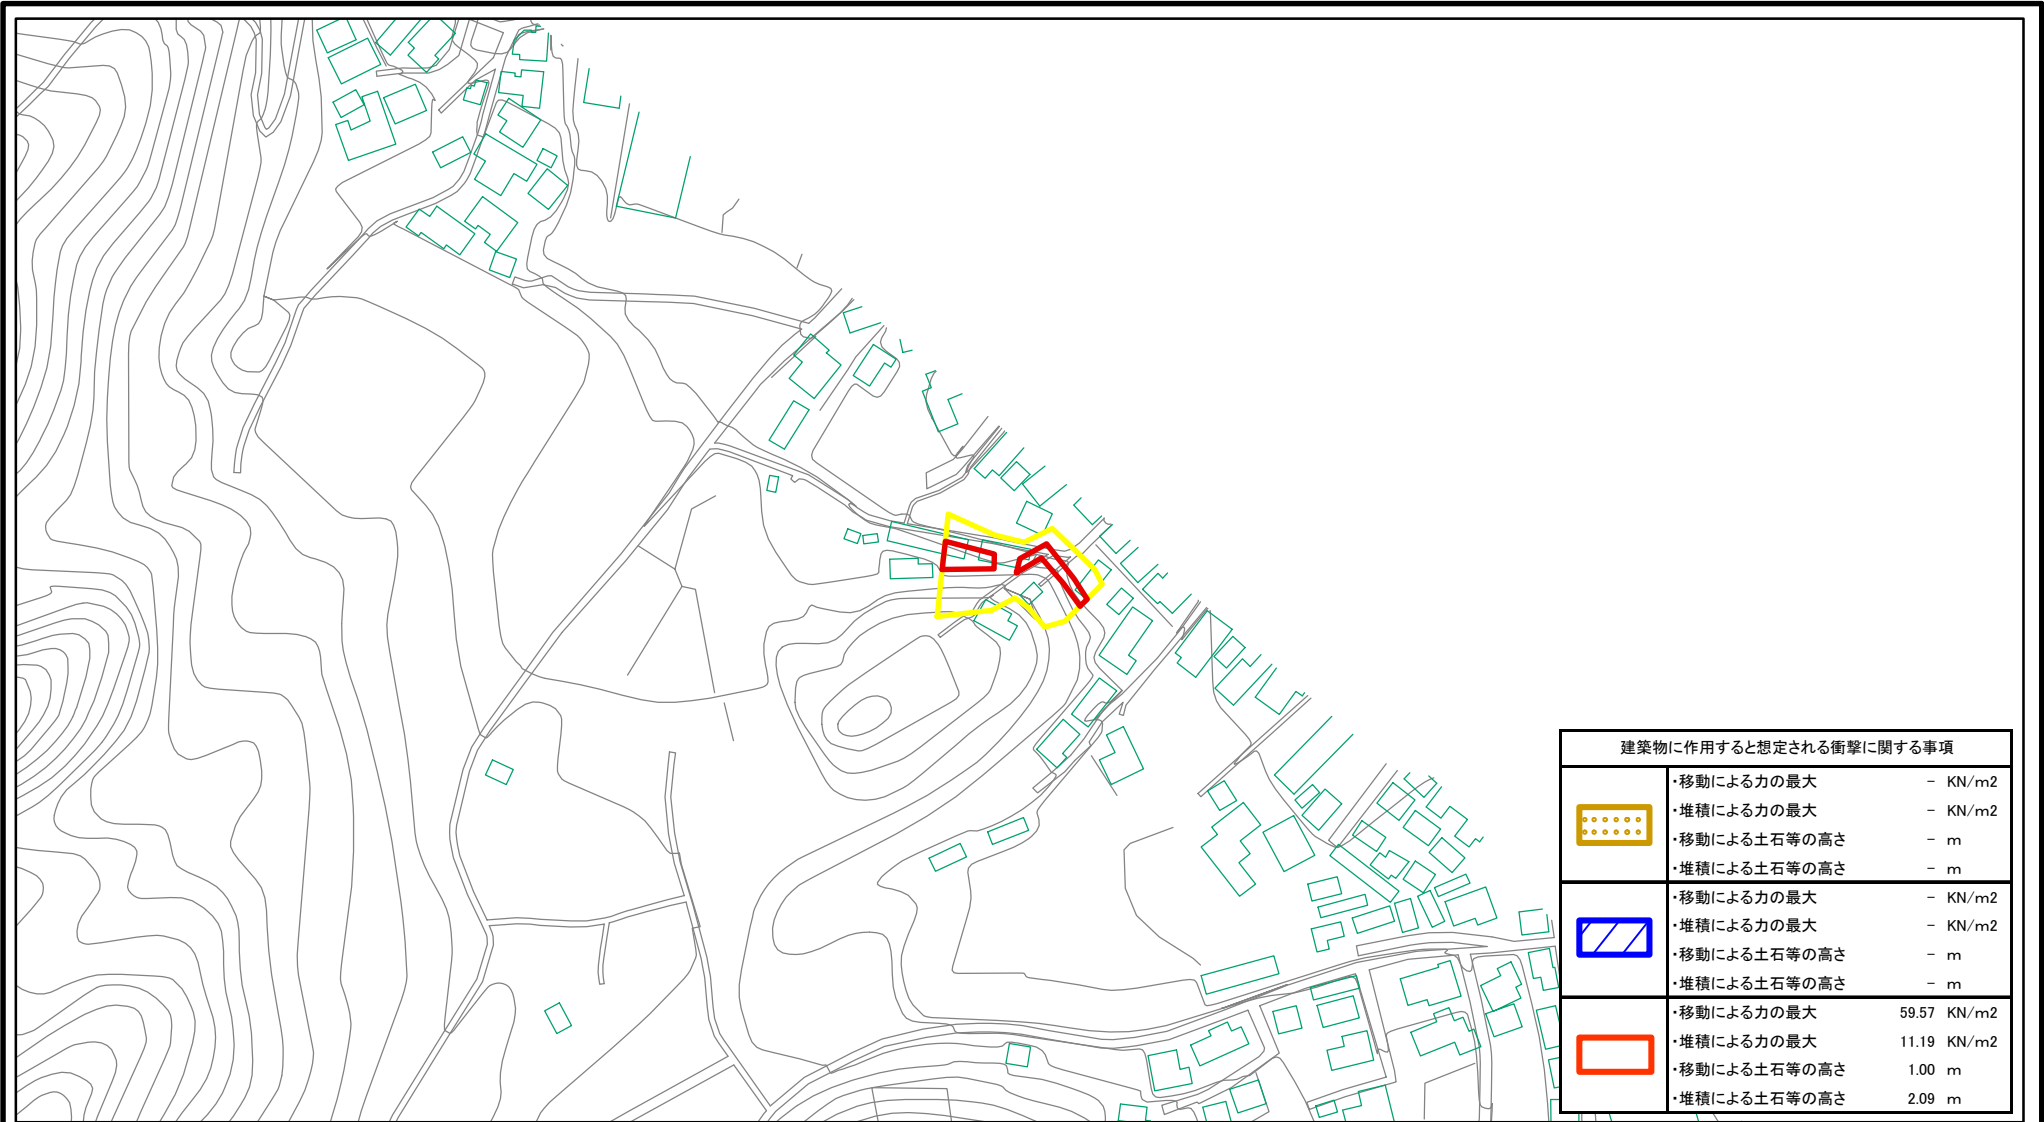 建築物に作用すると想定される衝撃に関する事項
・移動による力の最大 － KN/m2
・堆積による力の最大 － KN/m2
・移動による土石等の高さ － m
・堆積による土石等の高さ － m
・移動による力の最大 － KN/m2
・堆積による力の最大 － KN/m2
・移動による土石等の高さ － m
・堆積による土石等の高さ － m
・移動による力の最大 59.57 KN/m2
・堆積による力の最大 11.19 KN/m2
・移動による土石等の高さ 1.00 m
・堆積による土石等の高さ 2.09 m